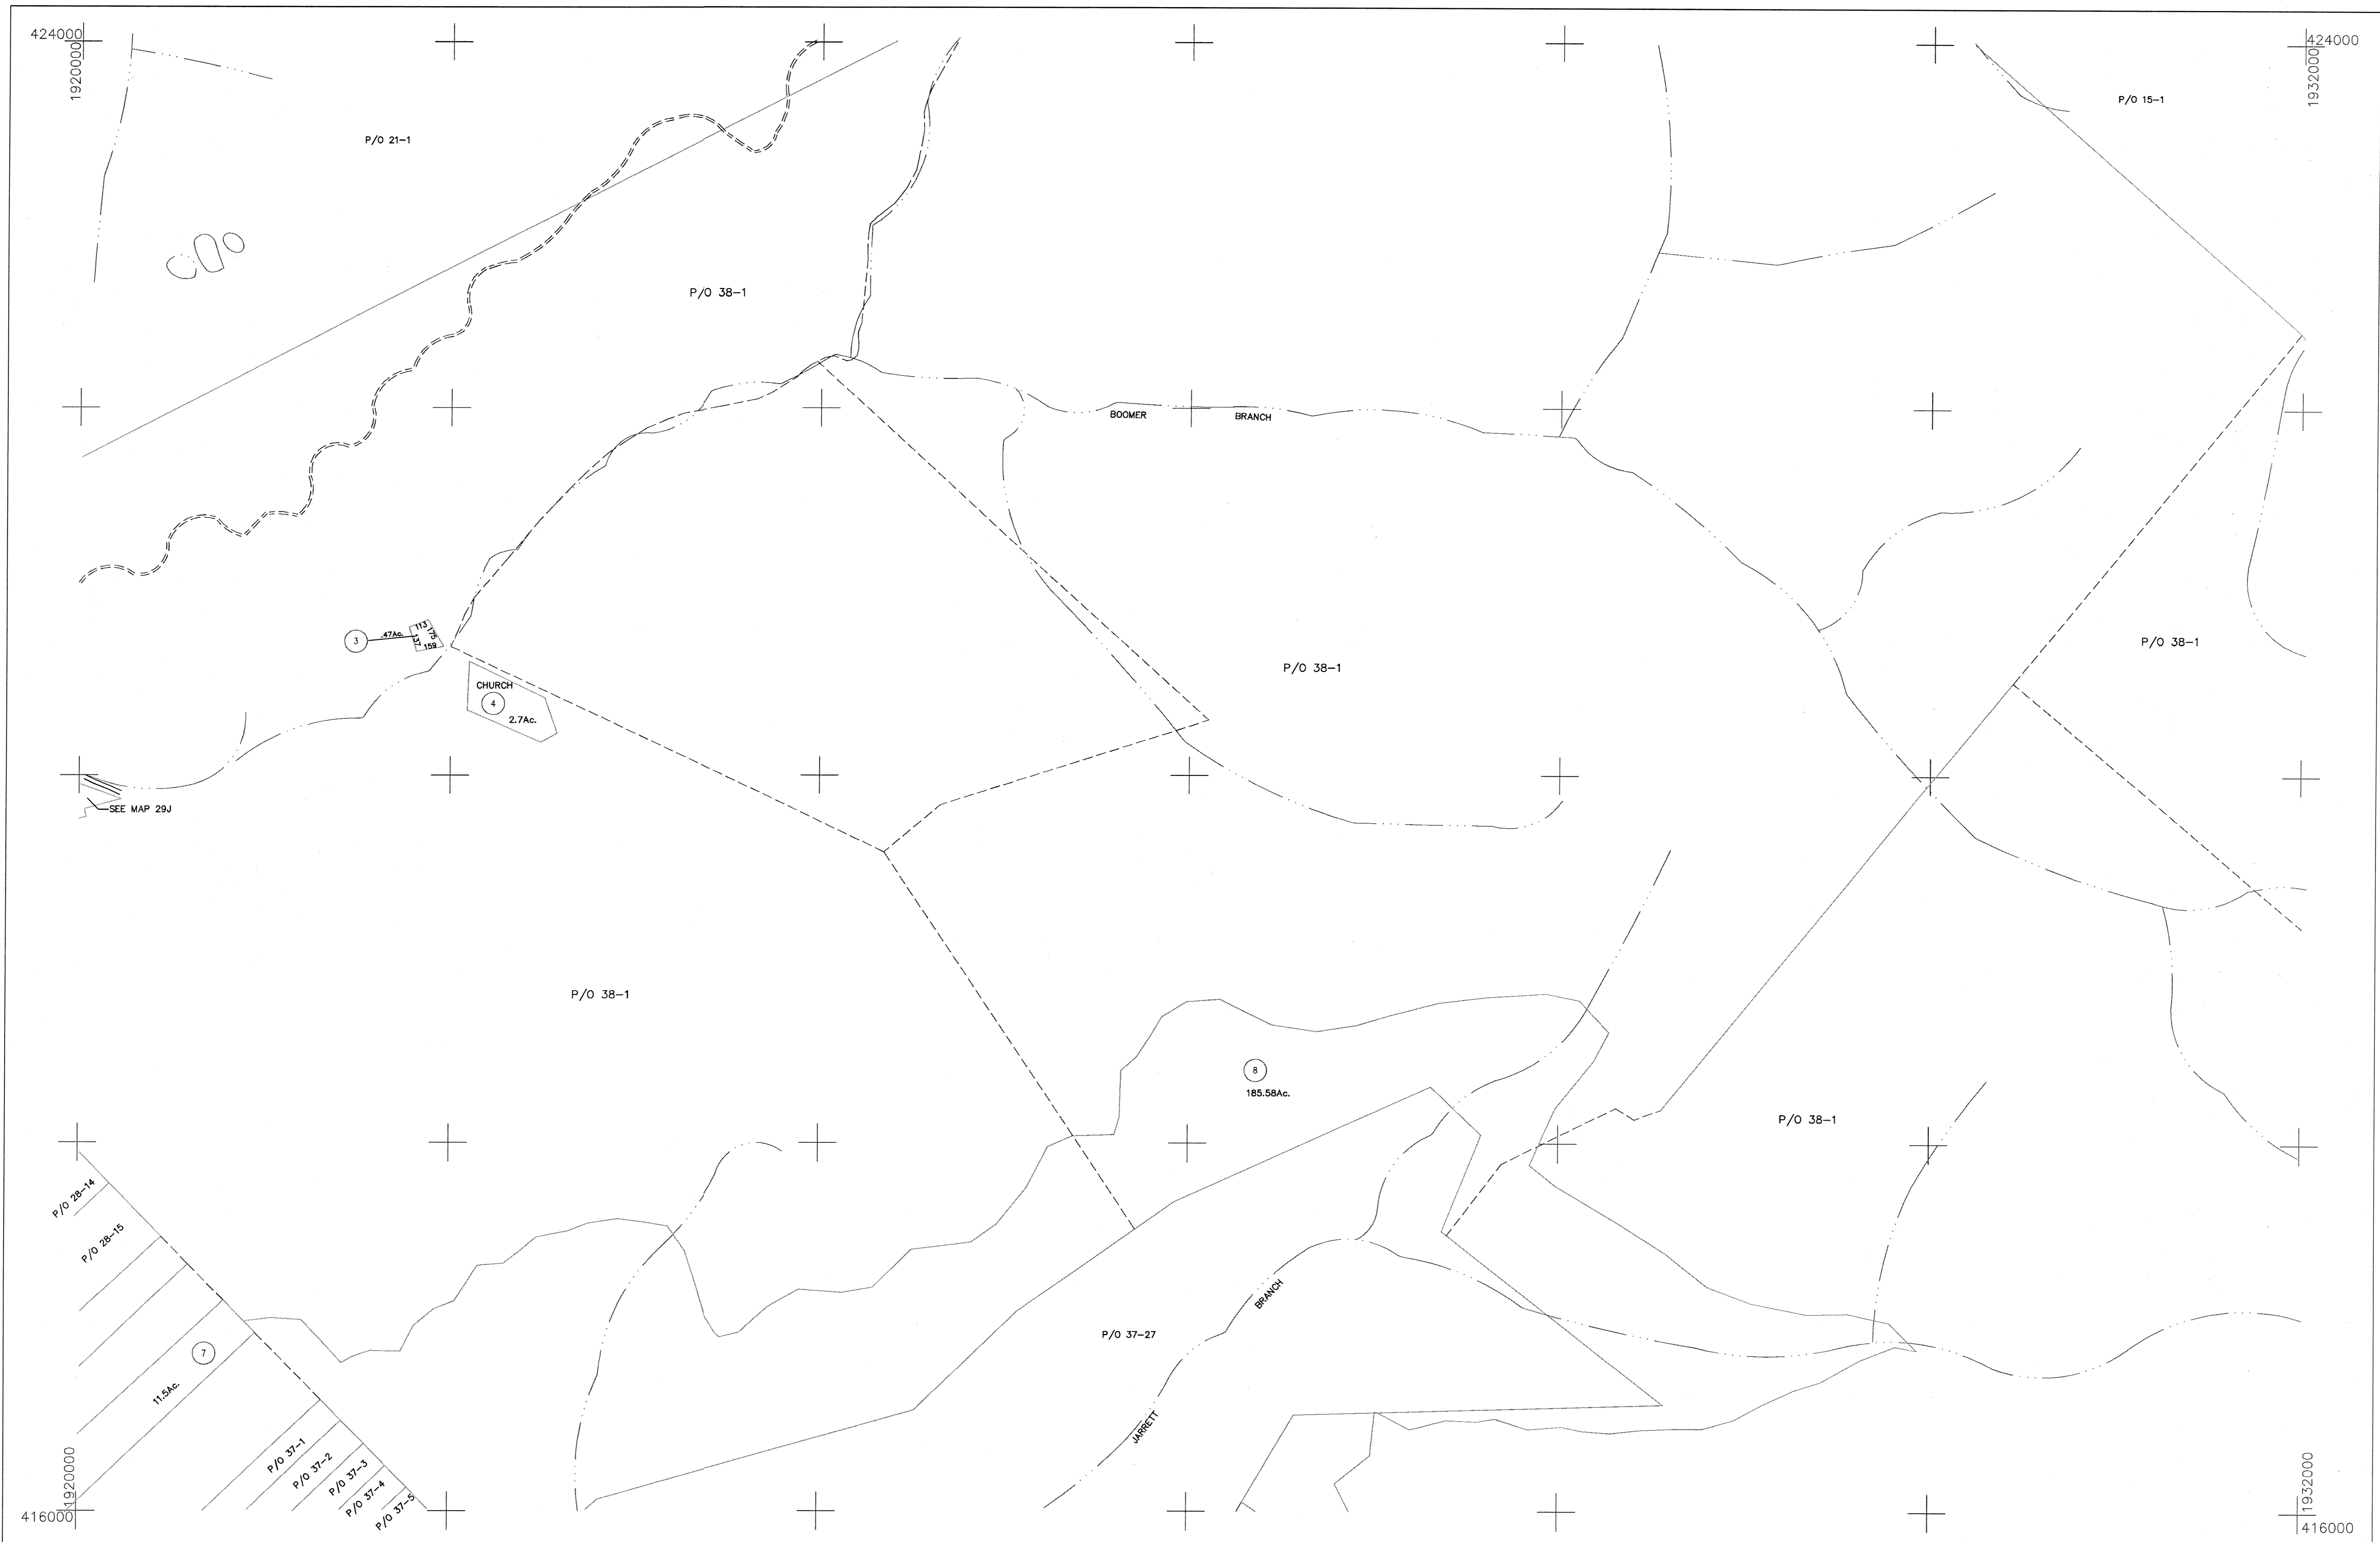 424000
1920000
424000
1932000
P/O 15-1
P/O 21-1
P/O 38-1
BOOMER BRANCH
3
.47Ac.
113
175
137
159
P/O 38-1
P/O 38-1
CHURCH
4
2.7Ac.
SEE MAP 29J
P/O 38-1
8
185.58Ac.
P/O 38-1
P/O 28-14
P/O 28-15
7
11.5Ac.
P/O 37-27
JARRETT BRANCH
P/O 37-1
P/O 37-2
P/O 37-3
P/O 37-4
P/O 37-5
1920000
416000
1932000
416000